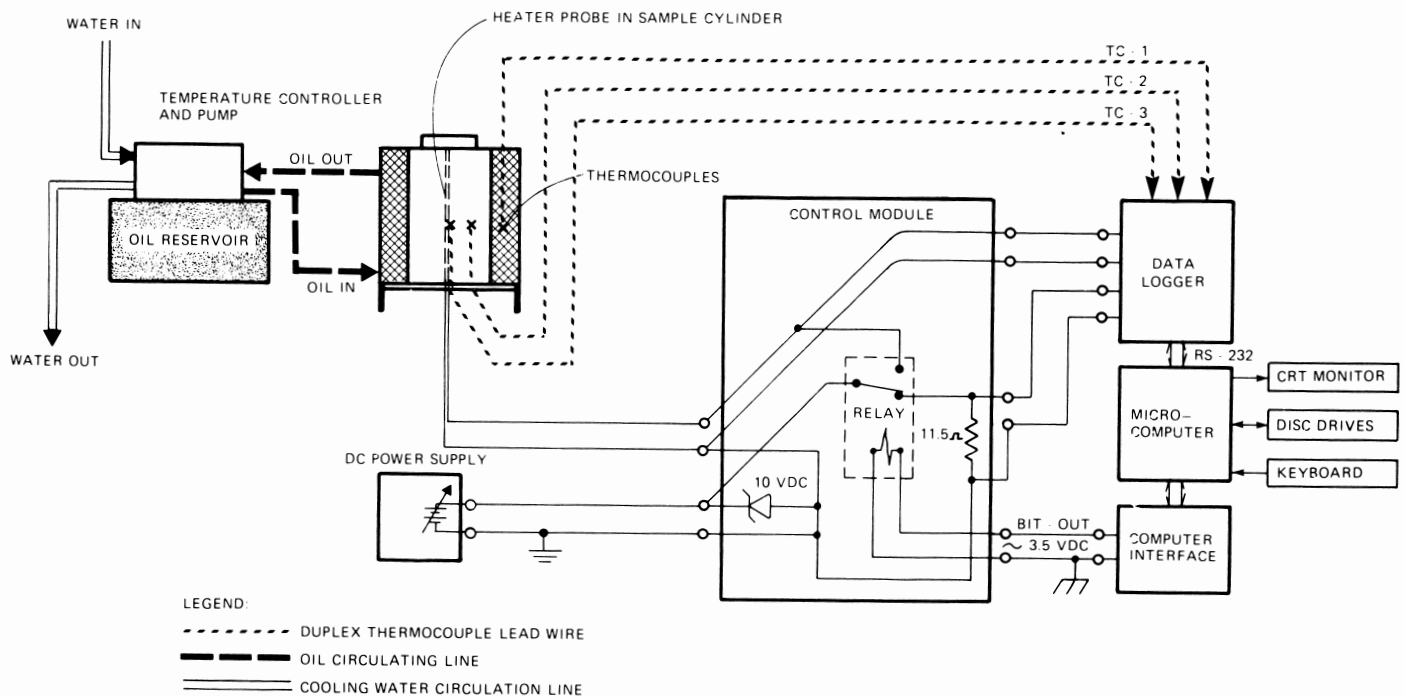 WATER IN
HEATER PROBE IN SAMPLE CYLINDER
TC - 1
TC - 2
TC - 3
TEMPERATURE CONTROLLER
AND PUMP
OIL OUT
THERMOCOUPLES
CONTROL MODULE
OIL RESERVOIR
OIL IN
DATA
LOGGER
WATER OUT
RS - 232
CRT MONITOR
RELAY
MICRO-
COMPUTER
11.5Ω
DISC DRIVES
DC POWER SUPPLY
10 VDC
KEYBOARD
BIT - OUT
~ 3.5 VDC
COMPUTER
INTERFACE
LEGEND:
DUPLEX THERMOCOUPLE LEAD WIRE
OIL CIRCULATING LINE
COOLING WATER CIRCULATION LINE